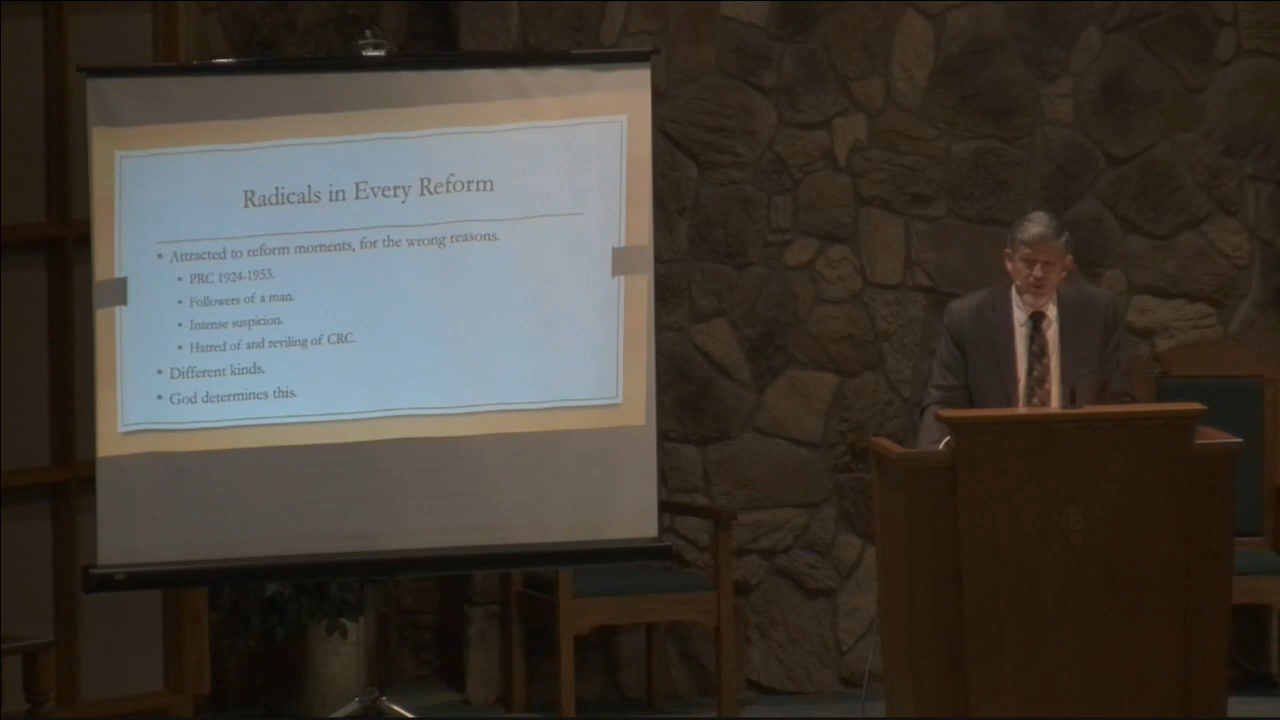 Radicals in Every Reform
• Attracted to reform moments, for the wrong reasons.
• PRC 1924-1953.
• Followers of a man.
• Intense suspicion.
• Hatred of and reviling of CRC.
• Different kinds.
• God determines this.